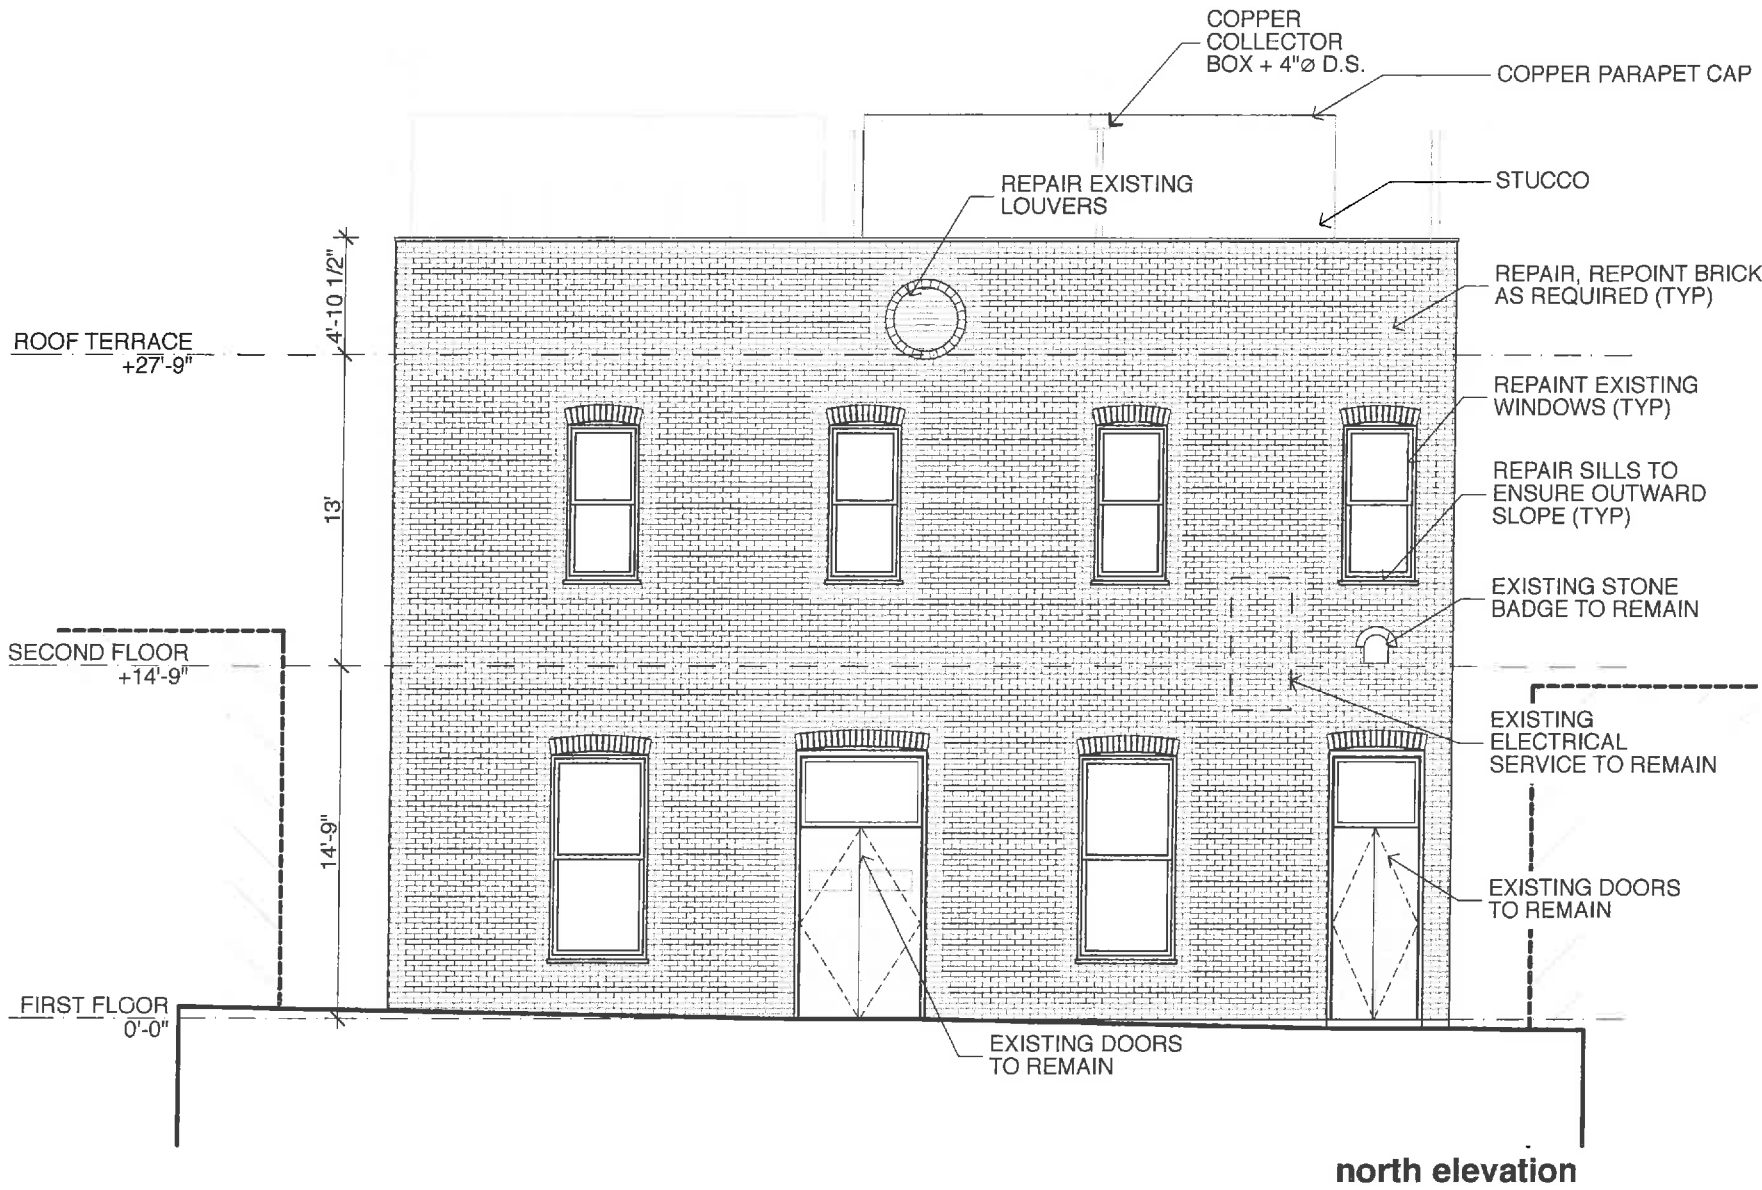 COPPER
COLLECTOR
BOX + 4"⌀ D.S.
COPPER PARAPET CAP
REPAIR EXISTING
LOUVERS
STUCCO
4'-10 1/2"
REPAIR, REPOINT BRICK
AS REQUIRED (TYP)
ROOF TERRACE
+27'-9"
REPAINT EXISTING
WINDOWS (TYP)
13'
REPAIR SILLS TO
ENSURE OUTWARD
SLOPE (TYP)
EXISTING STONE
BADGE TO REMAIN
SECOND FLOOR
+14'-9"
EXISTING
ELECTRICAL
SERVICE TO REMAIN
14'-9"
EXISTING DOORS
TO REMAIN
FIRST FLOOR
0'-0"
EXISTING DOORS
TO REMAIN
north elevation